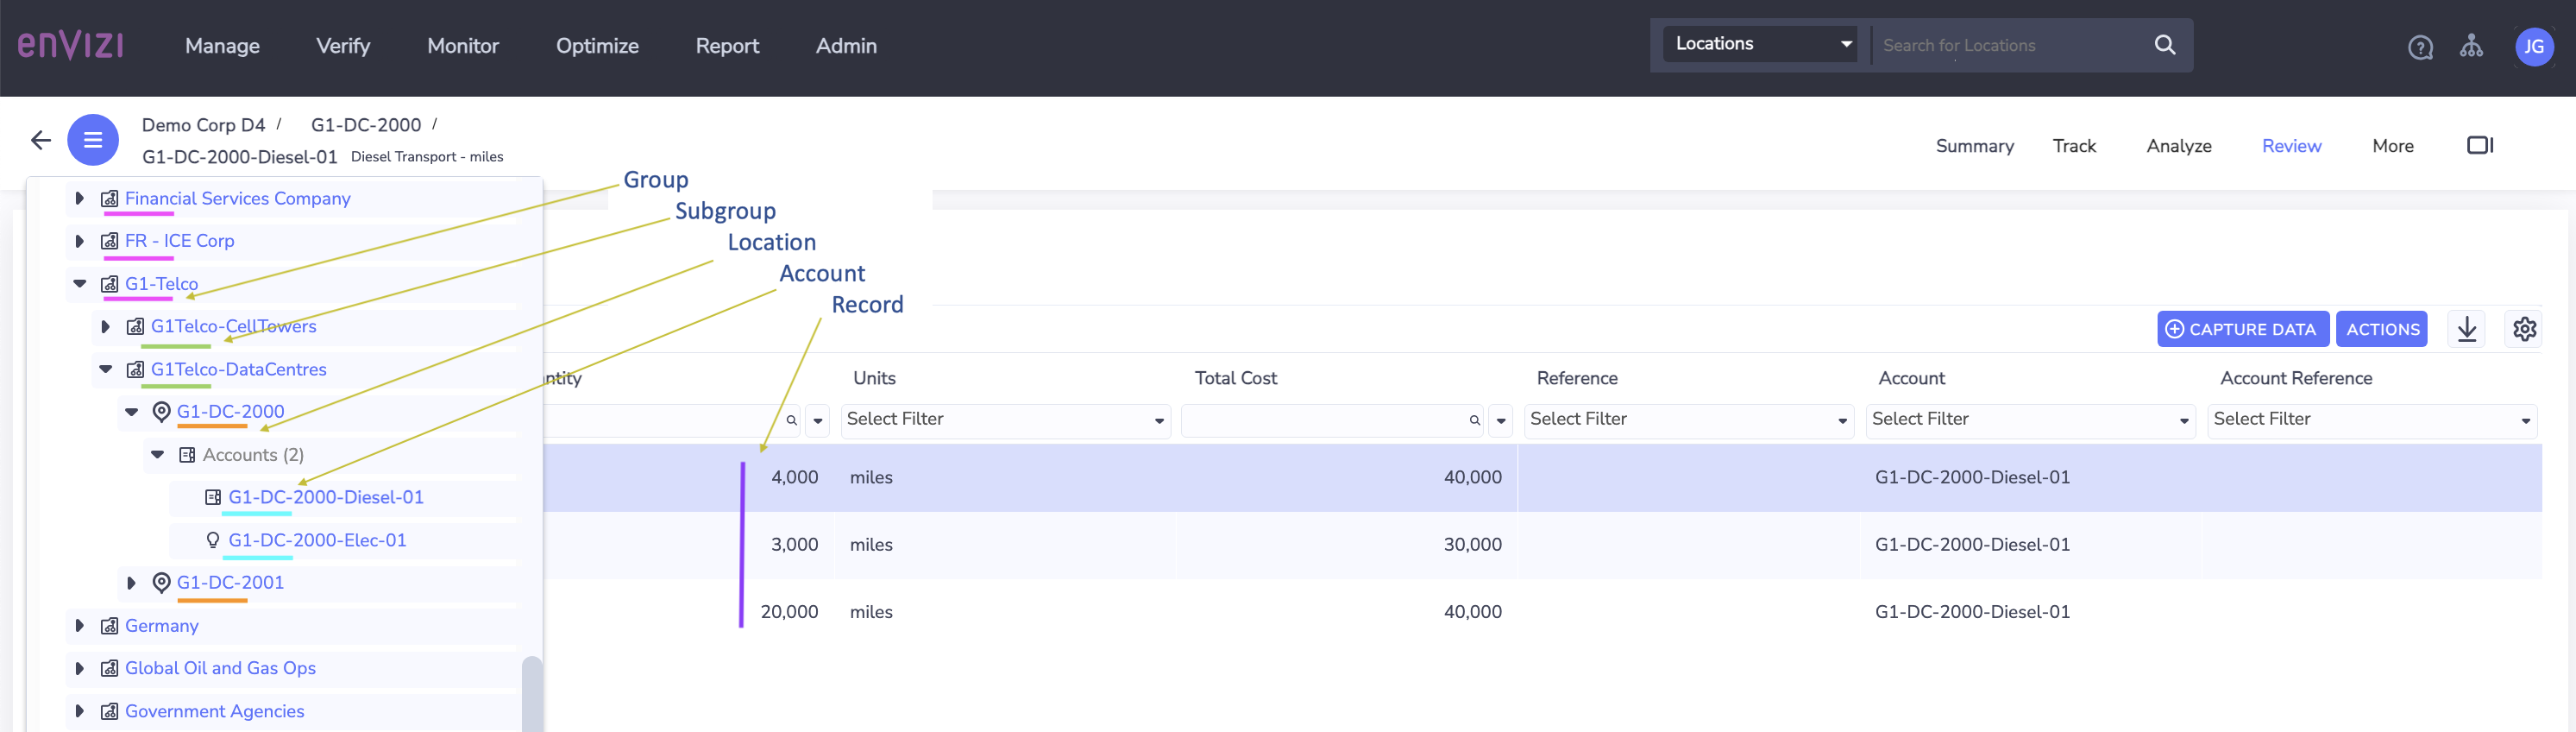 enVIZI Manage Verify Monitor Optimize Report Admin Locations Search for Locations JG
Demo Corp D4 / G1-DC-2000 /
G1-DC-2000-Diesel-01 Diesel Transport - miles
Summary Track Analyze Review More
Group
Subgroup
Location
Account
Record
Financial Services Company
FR - ICE Corp
G1-Telco
G1Telco-CellTowers
G1Telco-DataCentres
G1-DC-2000
Accounts (2)
G1-DC-2000-Diesel-01
G1-DC-2000-Elec-01
G1-DC-2001
Germany
Global Oil and Gas Ops
Government Agencies
CAPTURE DATA ACTIONS
ntity Units Total Cost Reference Account Account Reference
Select Filter Select Filter Select Filter Select Filter
4,000 miles 40,000 G1-DC-2000-Diesel-01
3,000 miles 30,000 G1-DC-2000-Diesel-01
20,000 miles 40,000 G1-DC-2000-Diesel-01